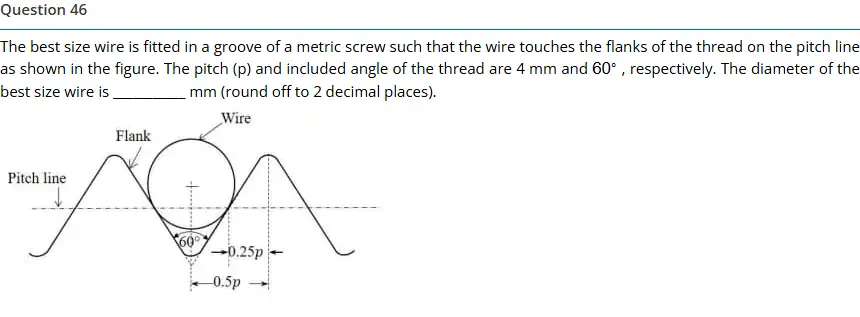 Question 46
The best size wire is fitted in a groove of a metric screw such that the wire touches the flanks of the thread on the pitch line
as shown in the figure. The pitch (p) and included angle of the thread are 4 mm and 60° , respectively. The diameter of the
best size wire is __________ mm (round off to 2 decimal places).
Wire
Flank
Pitch line
60°
0.25p
0.5p